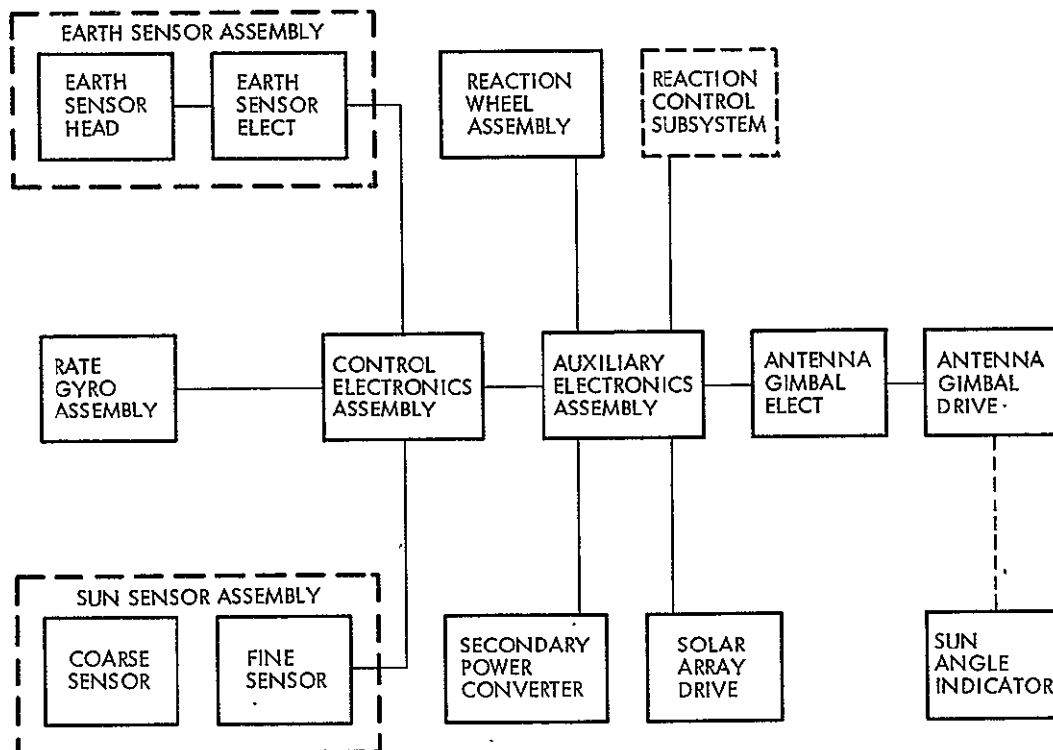 EARTH SENSOR ASSEMBLY
EARTH
SENSOR
HEAD
EARTH
SENSOR
ELECT
REACTION
WHEEL
ASSEMBLY
REACTION
CONTROL
SUBSYSTEM
RATE
GYRO
ASSEMBLY
CONTROL
ELECTRONICS
ASSEMBLY
AUXILIARY
ELECTRONICS
ASSEMBLY
ANTENNA
GIMBAL
ELECT
ANTENNA
GIMBAL
DRIVE
SUN SENSOR ASSEMBLY
COARSE
SENSOR
FINE
SENSOR
SECONDARY
POWER
CONVERTER
SOLAR
ARRAY
DRIVE
SUN
ANGLE
INDICATOR